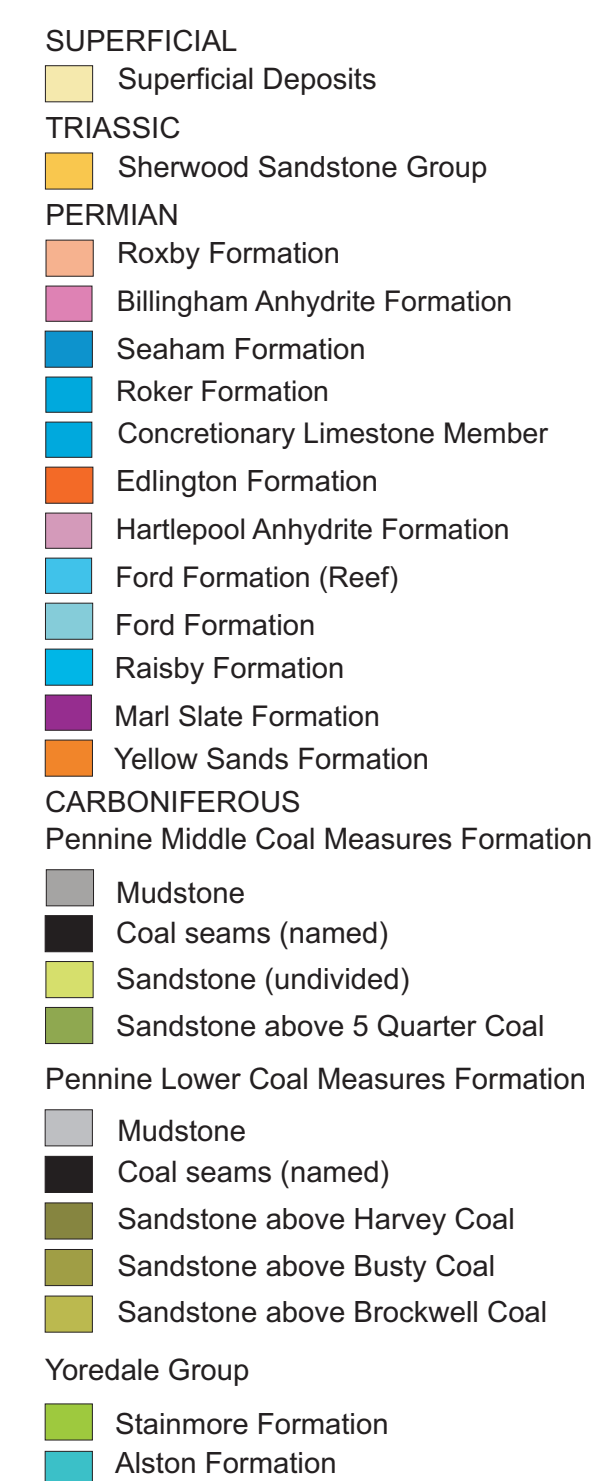 SUPERFICIAL
Superficial Deposits
TRIASSIC
Sherwood Sandstone Group
PERMIAN
Roxby Formation
Billingham Anhydrite Formation
Seaham Formation
Roker Formation
Concretionary Limestone Member
Edlington Formation
Hartlepool Anhydrite Formation
Ford Formation (Reef)
Ford Formation
Raisby Formation
Marl Slate Formation
Yellow Sands Formation
CARBONIFEROUS
Pennine Middle Coal Measures Formation
Mudstone
Coal seams (named)
Sandstone (undivided)
Sandstone above 5 Quarter Coal
Pennine Lower Coal Measures Formation
Mudstone
Coal seams (named)
Sandstone above Harvey Coal
Sandstone above Busty Coal
Sandstone above Brockwell Coal
Yoredale Group
Stainmore Formation
Alston Formation